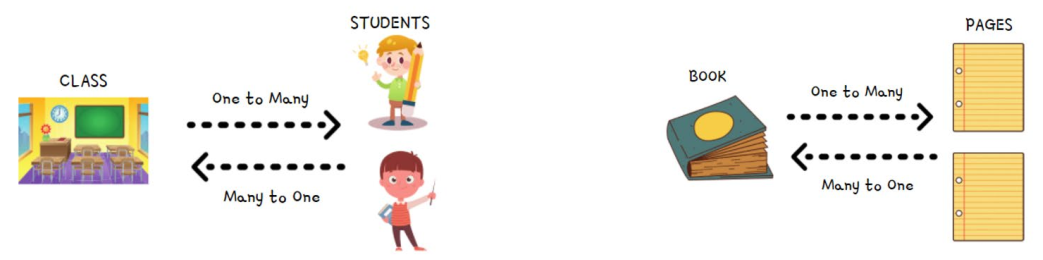 STUDENTS
CLASS
One to Many
Many to One
PAGES
BOOK
One to Many
Many to One